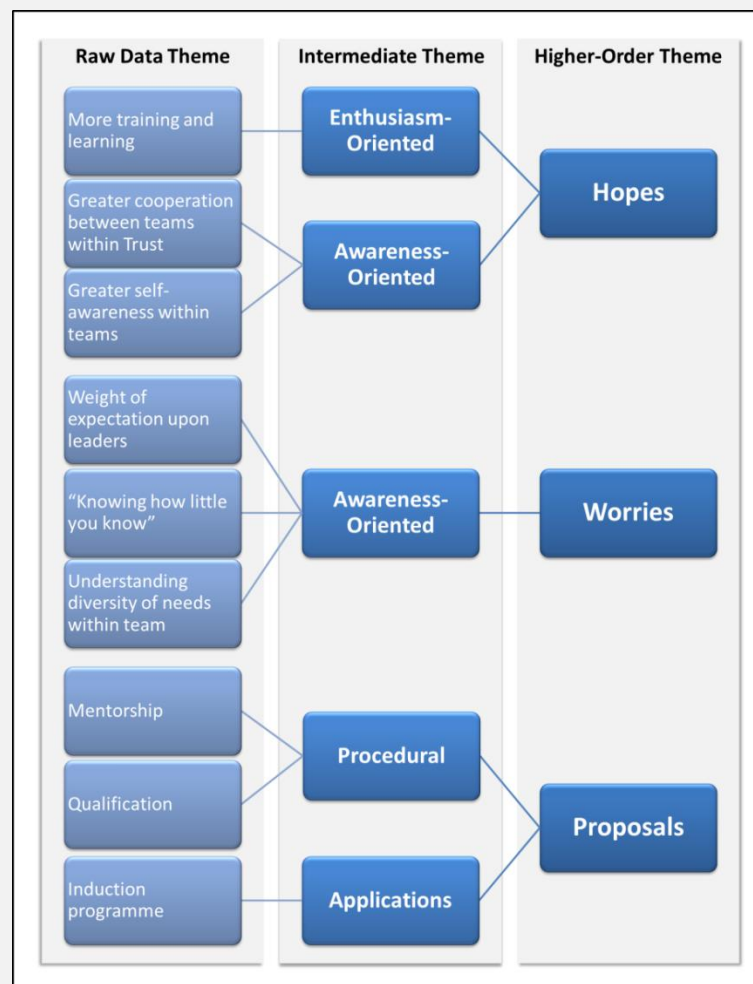 Raw Data Theme
Intermediate Theme
Higher-Order Theme
More training and
learning
Greater cooperation
between teams
within Trust
Greater self-
awareness within
teams
Weight of
expectation upon
leaders
“Knowing how little
you know”
Understanding
diversity of needs
within team
Mentorship
Qualification
Induction
programme
Enthusiasm-
Oriented
Awareness-
Oriented
Awareness-
Oriented
Procedural
Applications
Hopes
Worries
Proposals